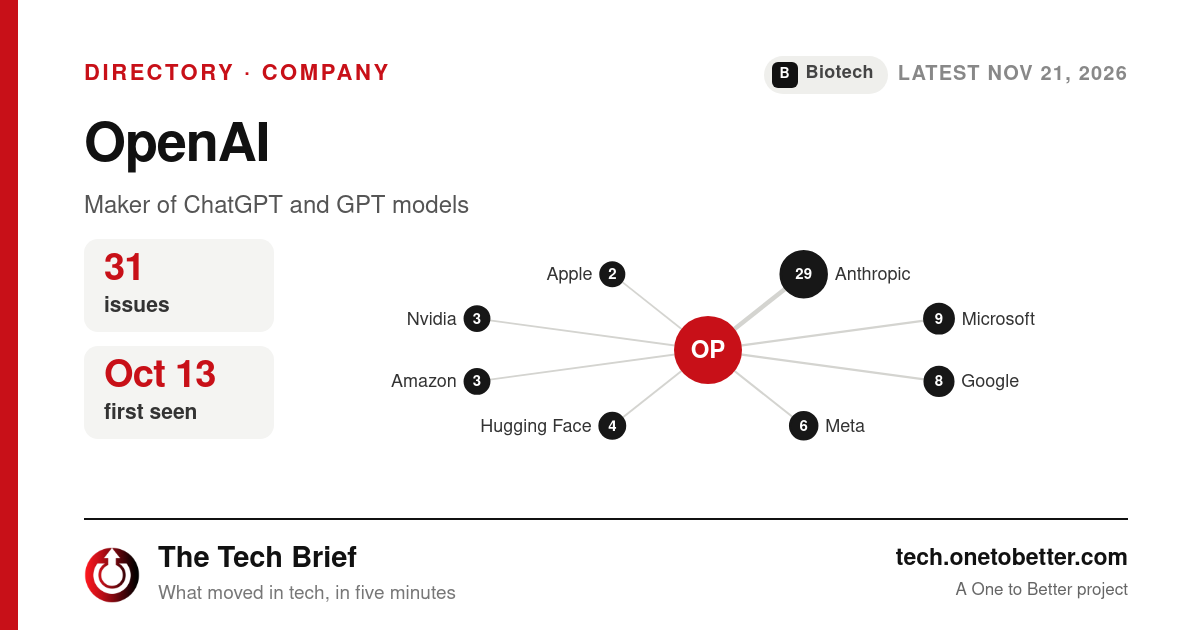 DIRECTORY · COMPANY
B Biotech LATEST NOV 21, 2026
OpenAI
Maker of ChatGPT and GPT models
31
issues
Oct 13
first seen
Apple 2
29 Anthropic
Nvidia 3
9 Microsoft
OP
Amazon 3
8 Google
Hugging Face 4
6 Meta
The Tech Brief
What moved in tech, in five minutes
tech.onetobetter.com
A One to Better project